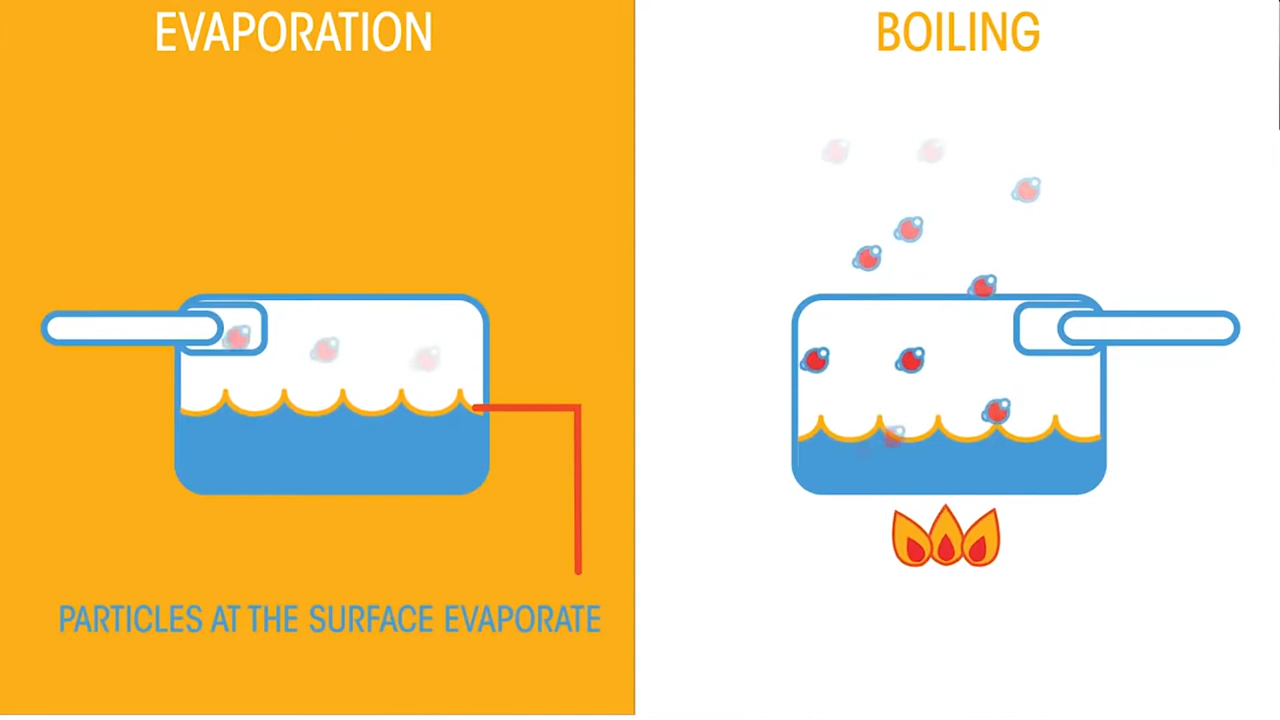 EVAPORATION
BOILING
PARTICLES AT THE SURFACE EVAPORATE